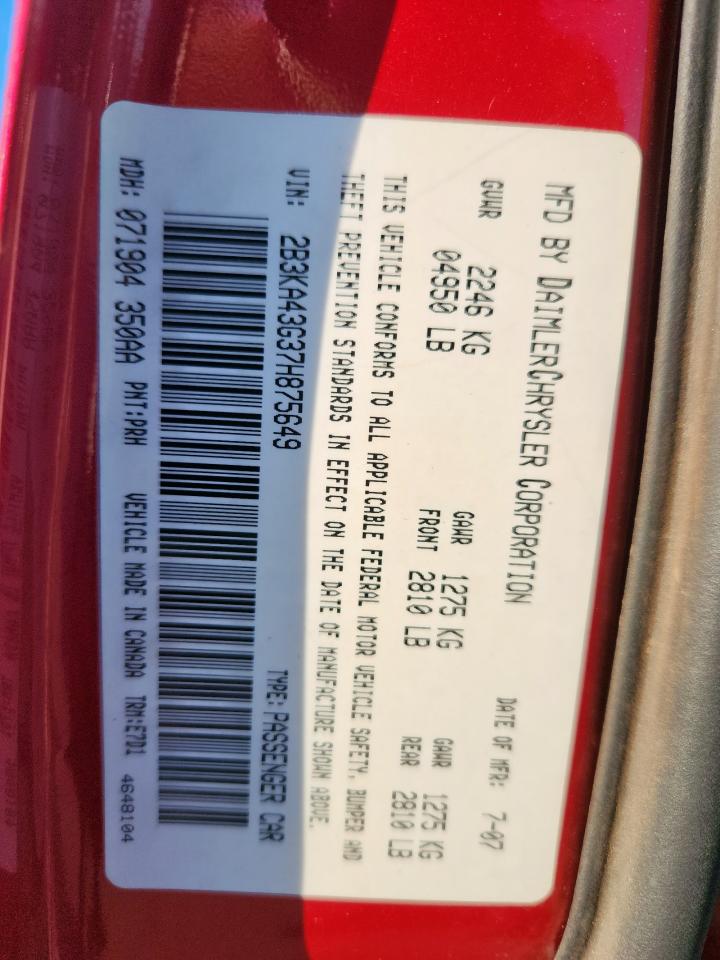 MFD BY DAIMLERCHRYSLER CORPORATION
DATE OF MFR: 7-07
GVWR 2246 KG
04950 LB
GAWR FRONT 1275 KG
2810 LB
GAWR REAR 1275 KG
2810 LB
THIS VEHICLE CONFORMS TO ALL APPLICABLE FEDERAL MOTOR VEHICLE SAFETY, BUMPER AND
THEFT PREVENTION STANDARDS IN EFFECT ON THE DATE OF MANUFACTURE SHOWN ABOVE.
VIN: 2B3KA43G37H875649 TYPE: PASSENGER CAR
MDH: 071904 350AA PNT:PRH VEHICLE MADE IN CANADA TRM:E7D1 4648104